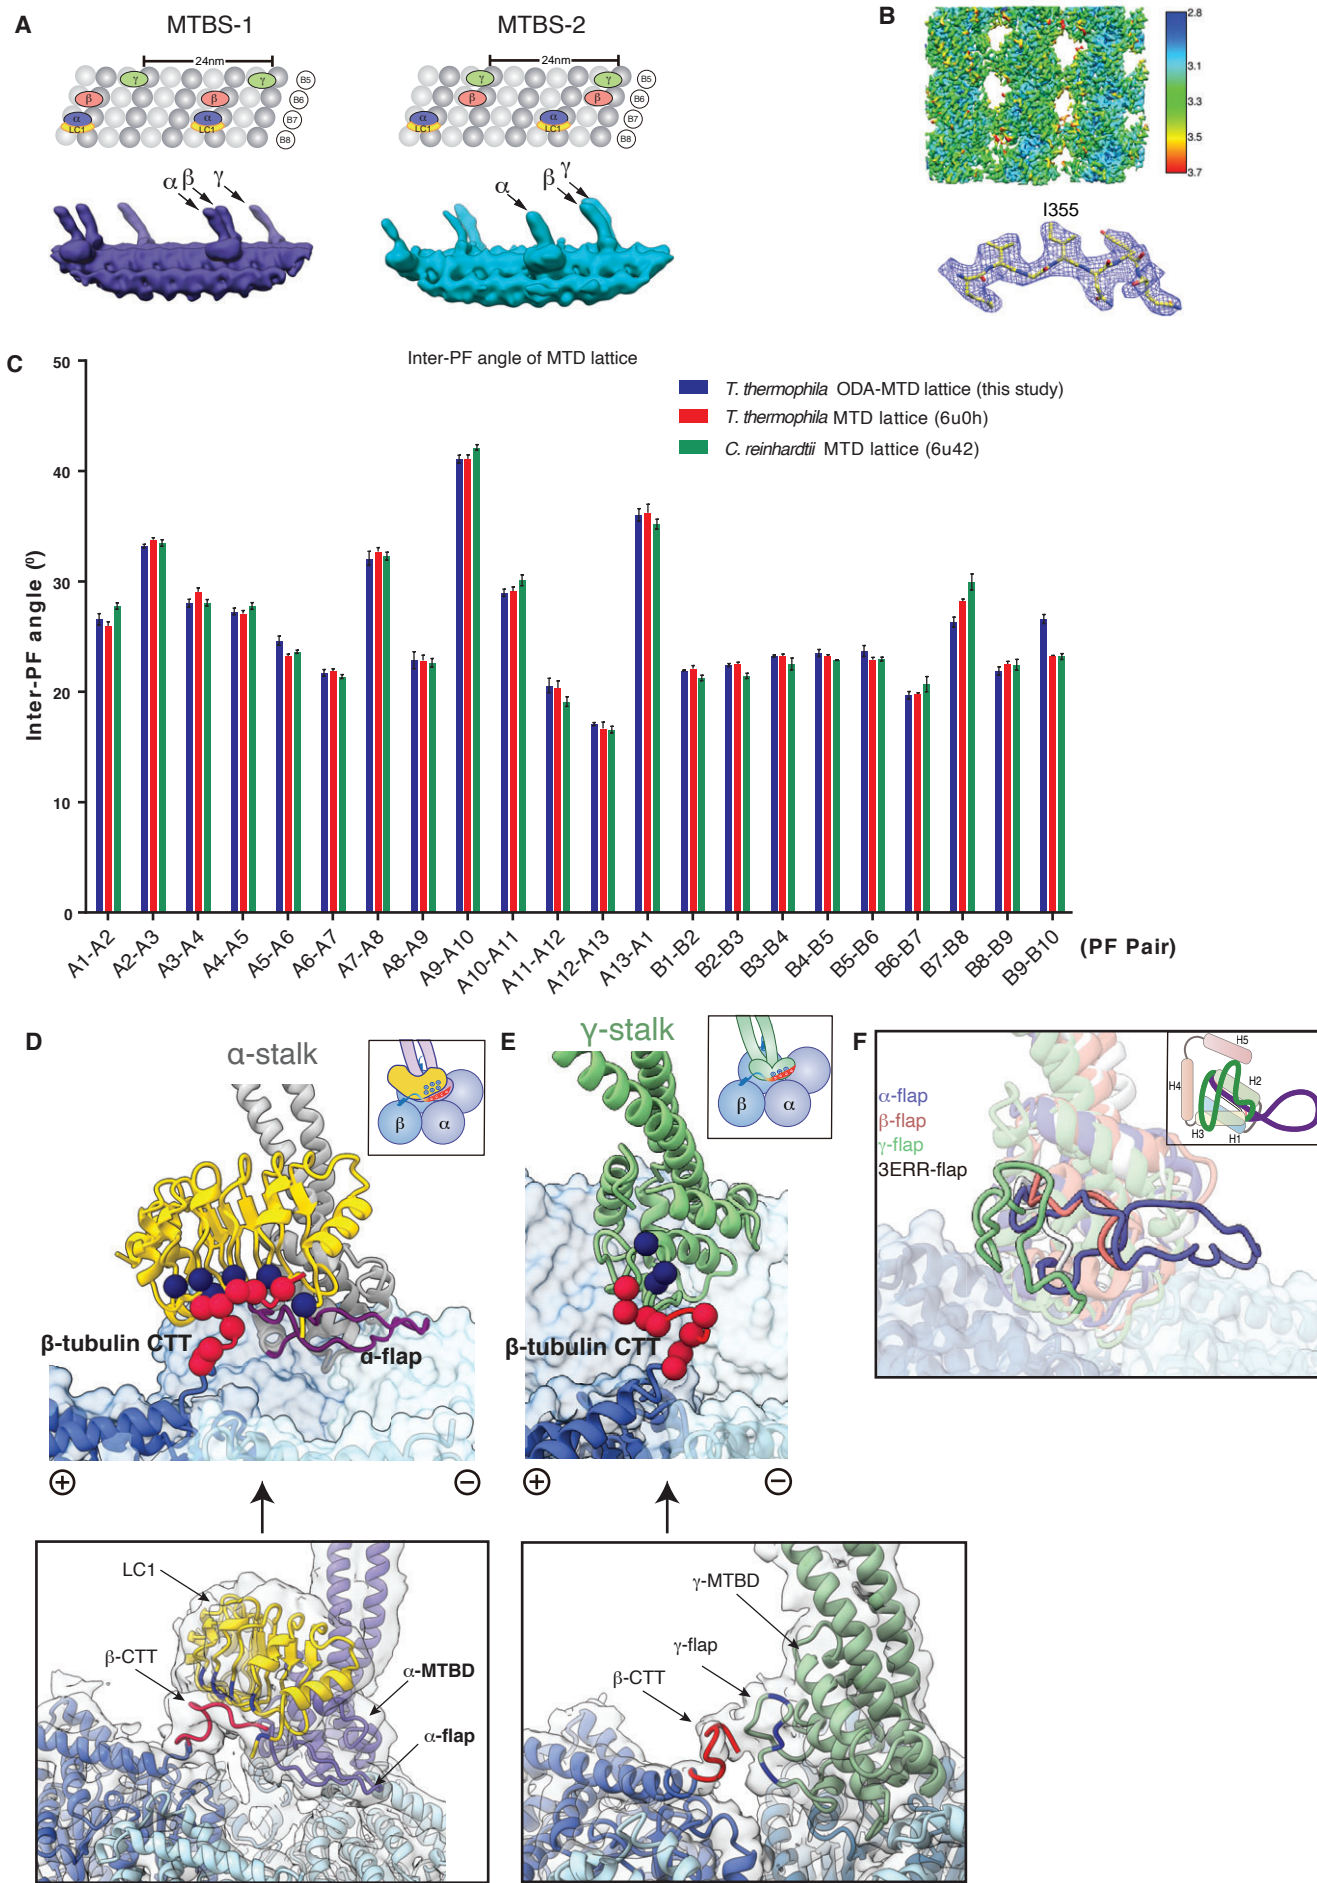 A
MTBS-1
MTBS-2
24nm
γ
γ
B5
β
β
B6
α
α
B7
LC1
LC1
B8
24nm
γ
γ
B5
β
β
B6
α
α
B7
LC1
LC1
B8
α β γ
α β γ
B
2.8
3.1
3.3
3.5
3.7
I355
C
Inter-PF angle of MTD lattice
T. thermophila ODA-MTD lattice (this study)
T. thermophila MTD lattice (6u0h)
C. reinhardtii MTD lattice (6u42)
Inter-PF angle (⁰)
50
40
30
20
10
0
A1-A2
A2-A3
A3-A4
A4-A5
A5-A6
A6-A7
A7-A8
A8-A9
A9-A10
A10-A11
A11-A12
A12-A13
A13-A1
B1-B2
B2-B3
B3-B4
B4-B5
B5-B6
B6-B7
B7-B8
B8-B9
B9-B10
(PF Pair)
D
α-stalk
β
α
β-tubulin CTT
α-flap
+
−
LC1
β-CTT
α-MTBD
α-flap
E
γ-stalk
β
α
β-tubulin CTT
+
−
γ-MTBD
γ-flap
β-CTT
F
α-flap
β-flap
γ-flap
3ERR-flap
H5
H4
H2
H3
H1